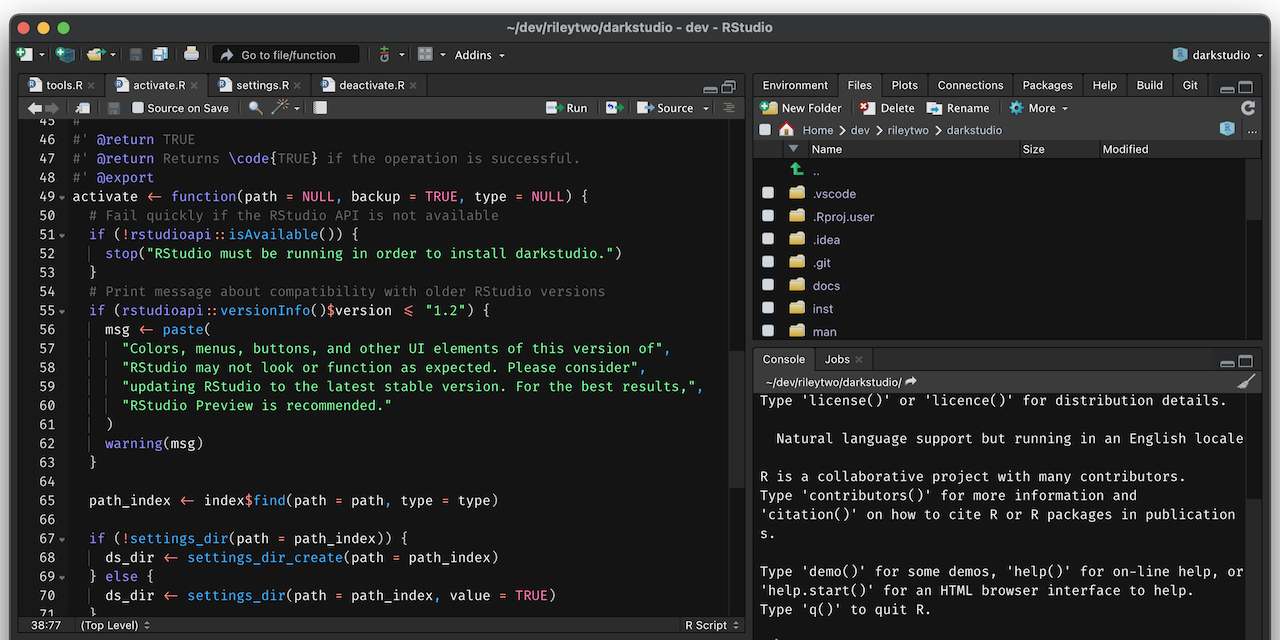 ~/dev/rileytwo/darkstudio - dev - RStudio
Go to file/function
Addins
darkstudio
tools.R
activate.R
settings.R
deactivate.R
Source on Save
Run
Source
45 #'
46 #' @return TRUE
47 #' @return Returns \code{TRUE} if the operation is successful.
48 #' @export
49 activate <- function(path = NULL, backup = TRUE, type = NULL) {
50 # Fail quickly if the RStudio API is not available
51 if (!rstudioapi::isAvailable()) {
52 stop("RStudio must be running in order to install darkstudio.")
53 }
54 # Print message about compatibility with older RStudio versions
55 if (rstudioapi::versionInfo()$version <= "1.2") {
56 msg <- paste(
57 "Colors, menus, buttons, and other UI elements of this version of",
58 "RStudio may not look or function as expected. Please consider",
59 "updating RStudio to the latest stable version. For the best results,",
60 "RStudio Preview is recommended."
61 )
62 warning(msg)
63 }
64
65 path_index <- index$find(path = path, type = type)
66
67 if (!settings_dir(path = path_index)) {
68 ds_dir <- settings_dir_create(path = path_index)
69 } else {
70 ds_dir <- settings_dir(path = path_index, value = TRUE)
71 }
38:77 (Top Level)
R Script
Environment
Files
Plots
Connections
Packages
Help
Build
Git
New Folder
Delete
Rename
More
Home > dev > rileytwo > darkstudio
...
Name
Size
Modified
..
.vscode
.Rproj.user
.idea
.git
docs
inst
man
Console
Jobs
~/dev/rileytwo/darkstudio/
Type 'license()' or 'licence()' for distribution details.
Natural language support but running in an English locale
R is a collaborative project with many contributors.
Type 'contributors()' for more information and
'citation()' on how to cite R or R packages in publication
s.
Type 'demo()' for some demos, 'help()' for on-line help, or
'help.start()' for an HTML browser interface to help.
Type 'q()' to quit R.